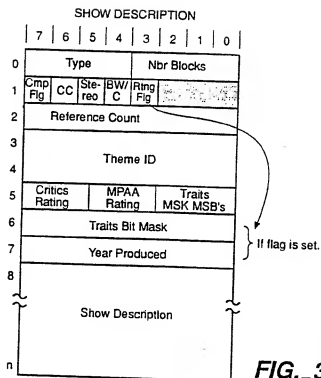 SHOW DESCRIPTION
7 6 5 4 3 2 1 0
0 Type Nbr Blocks
1 Cmp Flg CC Ste-reo BW/C Rtng Flg
2 Reference Count
3
Theme ID
4
5 Critics Rating MPAA Rating Traits MSK MSB's
6 Traits Bit Mask
If flag is set.
7 Year Produced
8
Show Description
n
FIG._3